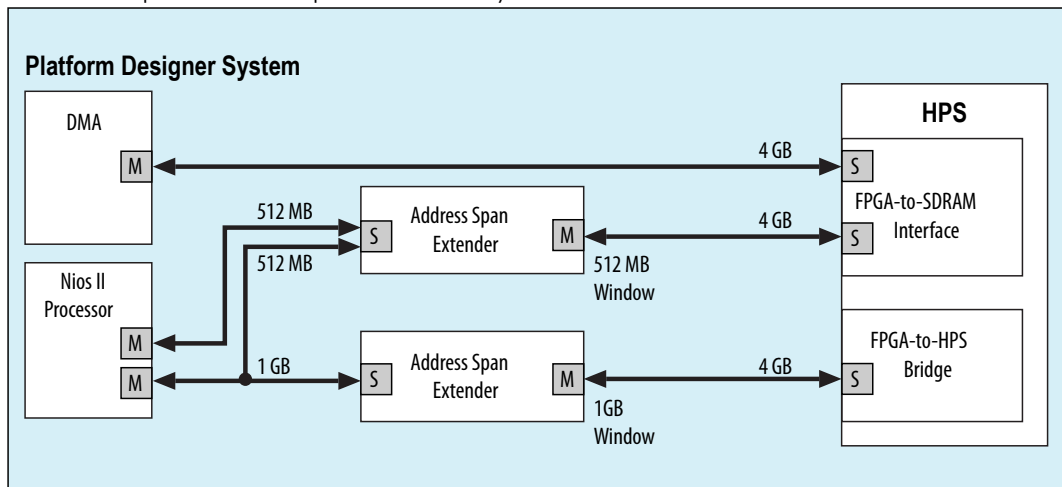 Platform Designer System
DMA
M
4 GB
HPS
S
FPGA-to-SDRAM
Interface
512 MB
512 MB
S
Address Span
Extender
M
4 GB
S
512 MB
Window
Nios II
Processor
M
M
1 GB
S
Address Span
Extender
M
4 GB
S
FPGA-to-HPS
Bridge
1GB
Window